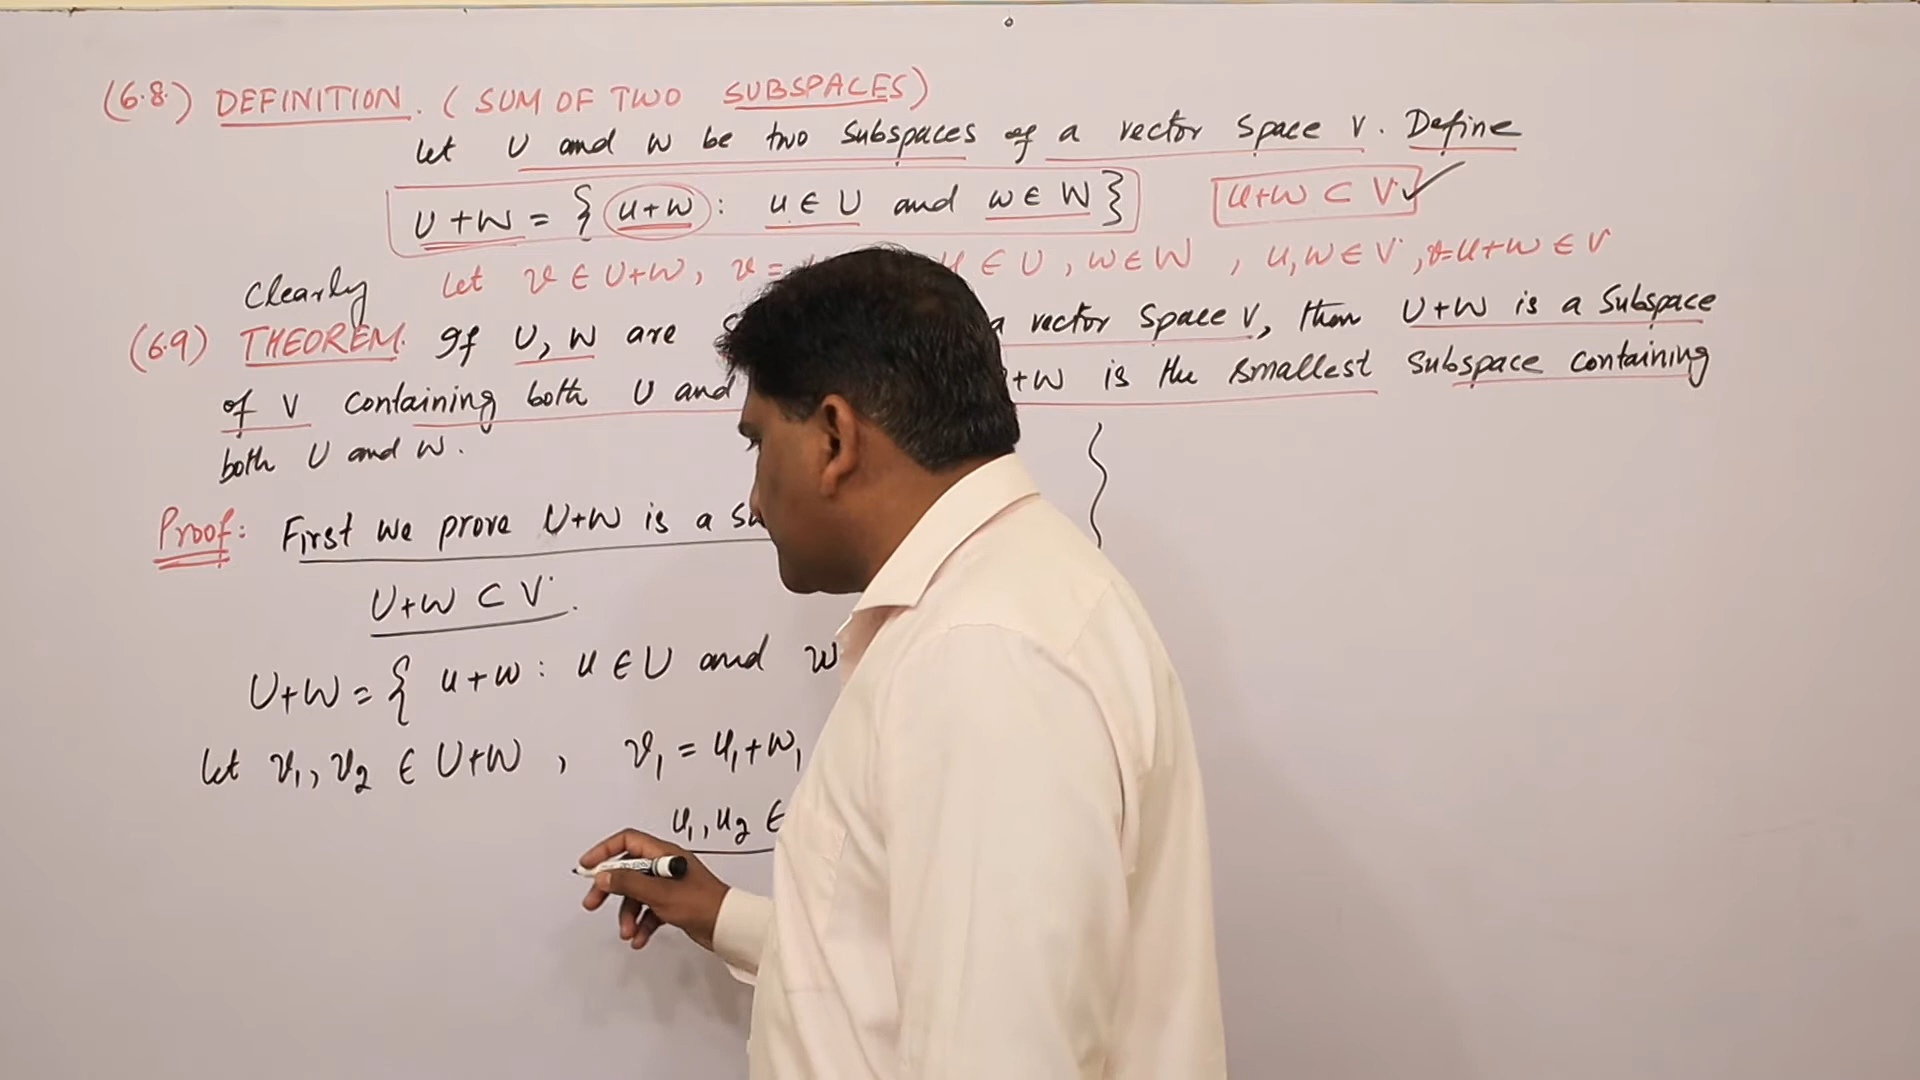 (6.8.) DEFINITION. (SUM OF TWO SUBSPACES)
Let U and W be two subspaces of a vector space V. Define
U+W = { u+w : u ∈ U and w ∈ W } U+W ⊂ V ✓
Clearly Let v ∈ U+W, v = ∈ U, w ∈ W, u, w ∈ V, v = u+w ∈ V
(6.9) THEOREM. If U, W are a vector space V, then U+W is a subspace
of V containing both U and +W is the smallest subspace containing
both U and W.
Proof: First we prove U+W is a
U+W ⊂ V.
U+W = { u+w : u ∈ U and w
Let v₁, v₂ ∈ U+W, v₁ = u₁+w₁
u₁, u₂ ∈